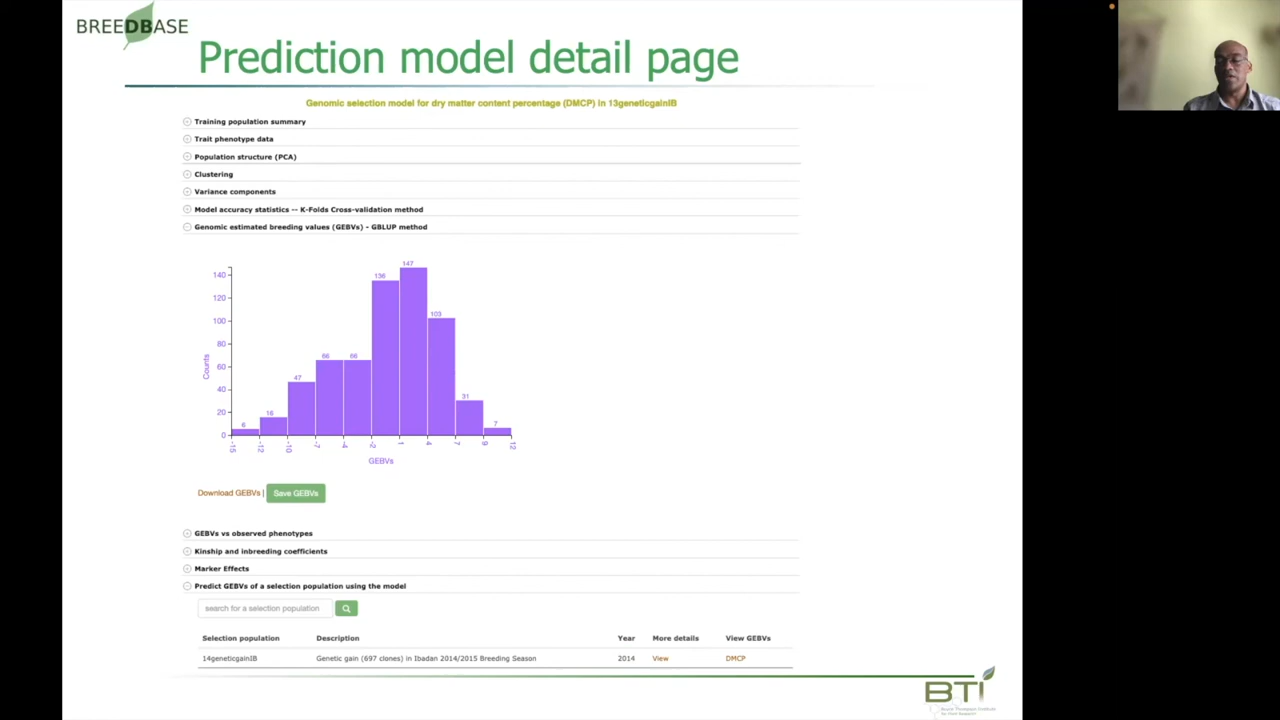 BREEDBASE
Prediction model detail page
Genomic selection model for dry matter content percentage (DMCP) in 13geneticgainIB
Training population summary
Trait phenotype data
Population structure (PCA)
Clustering
Variance components
Model accuracy statistics -- K-Folds Cross-validation method
Genomic estimated breeding values (GEBVs) - GBLUP method
Counts
140
120
100
80
60
40
20
0
6
16
47
66
66
136
147
103
31
7
-15
-12
-10
-7
-4
-2
1
4
7
9
12
GEBVs
Download GEBVs | Save GEBVs
GEBVs vs observed phenotypes
Kinship and inbreeding coefficients
Marker Effects
Predict GEBVs of a selection population using the model
search for a selection population
Selection population Description Year More details View GEBVs
14geneticgainIB Genetic gain (697 clones) in Ibadan 2014/2015 Breeding Season 2014 View DMCP
BTI